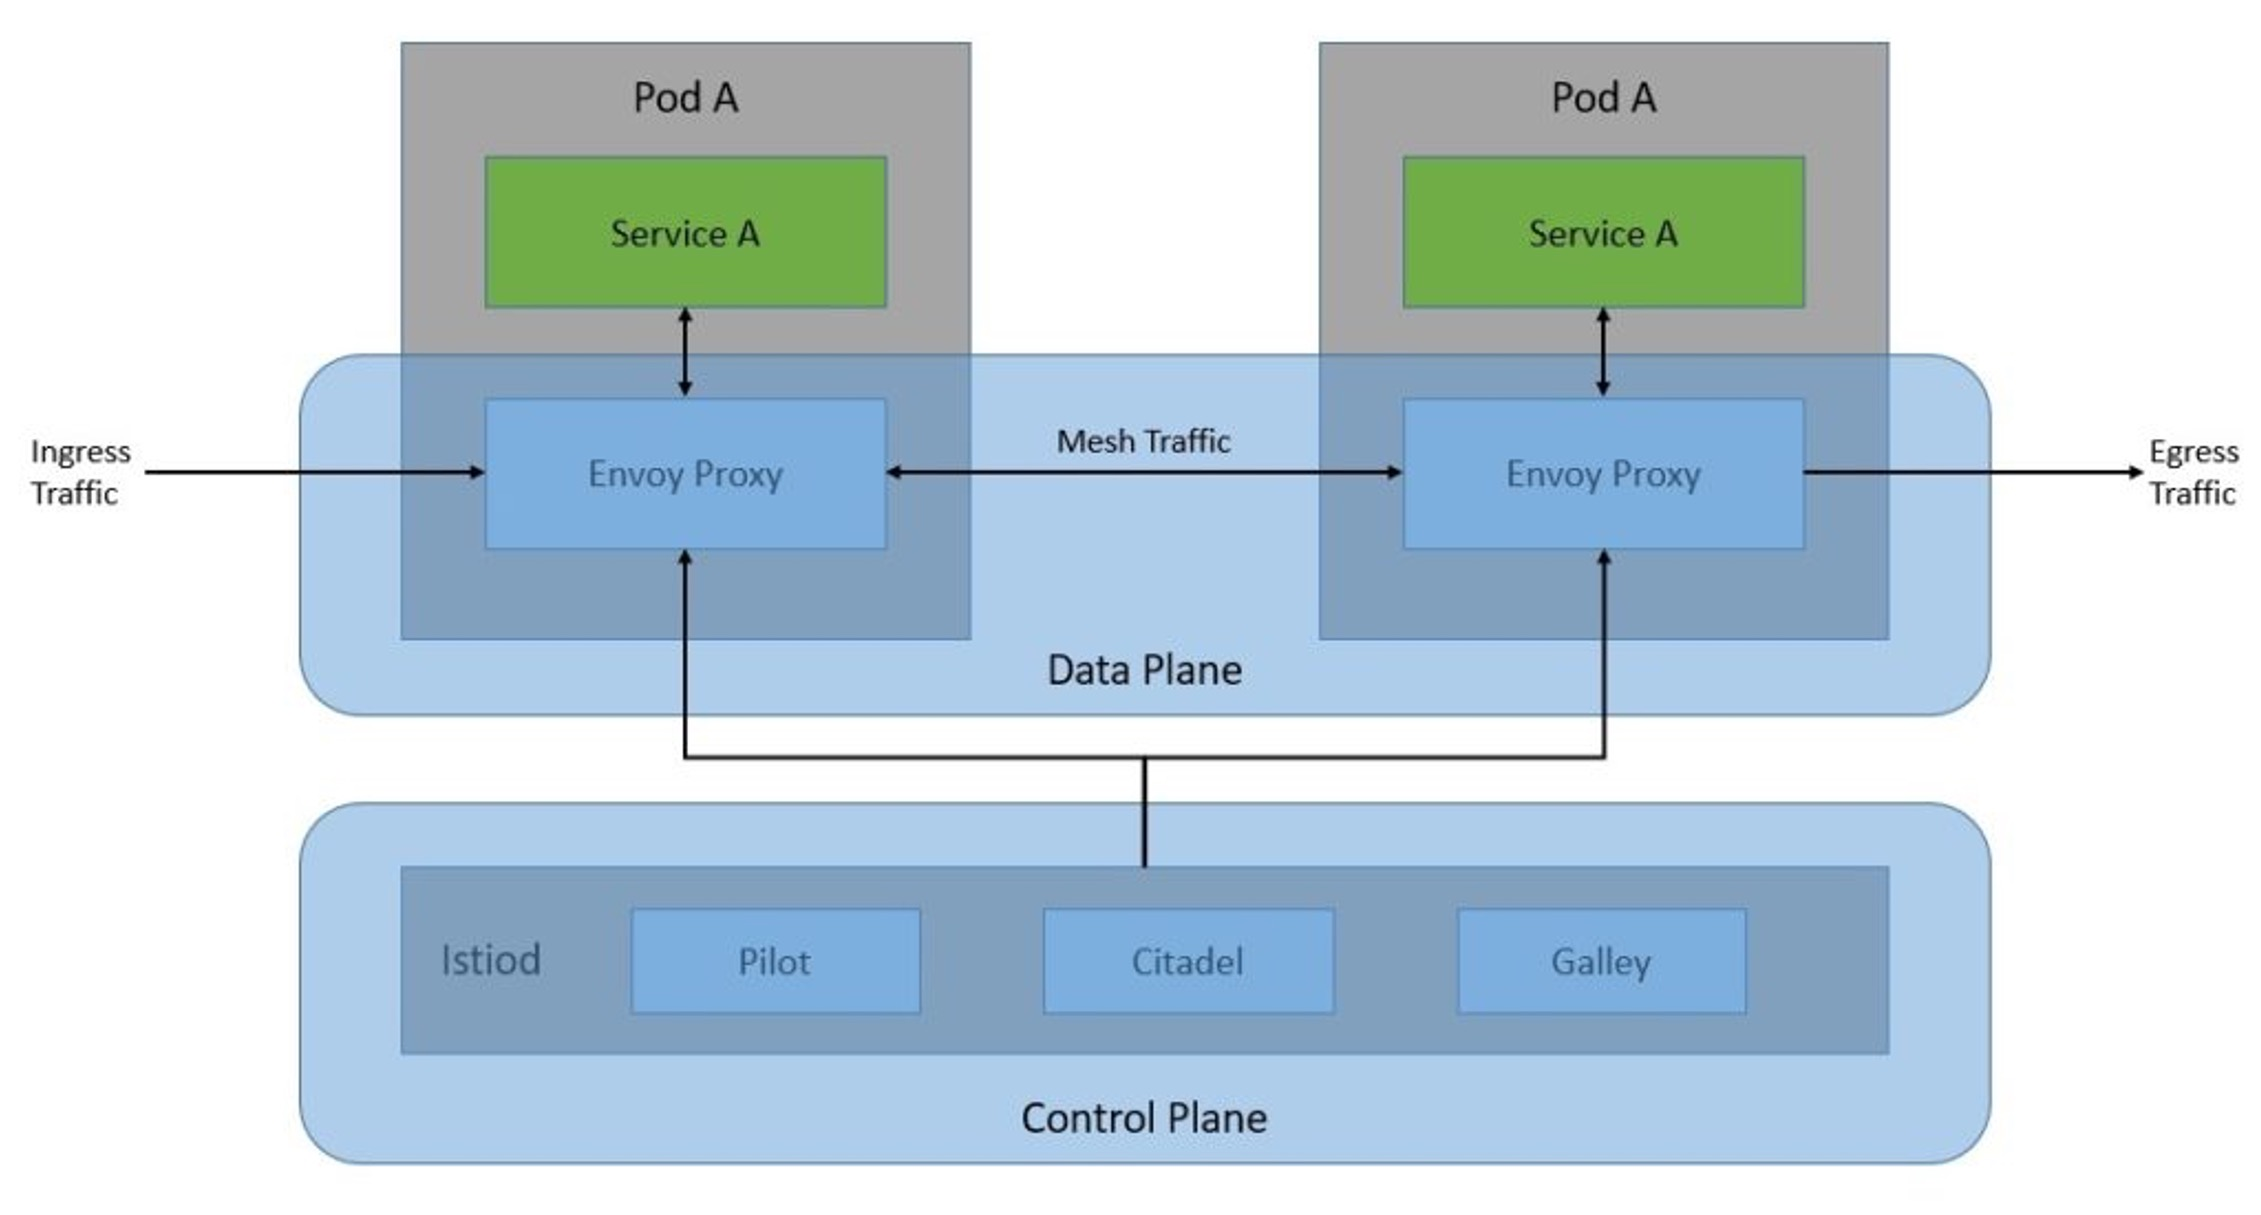 Pod A
Pod A
Service A
Service A
Ingress
Traffic
Envoy Proxy
Mesh Traffic
Envoy Proxy
Egress
Traffic
Data Plane
Istiod
Pilot
Citadel
Galley
Control Plane